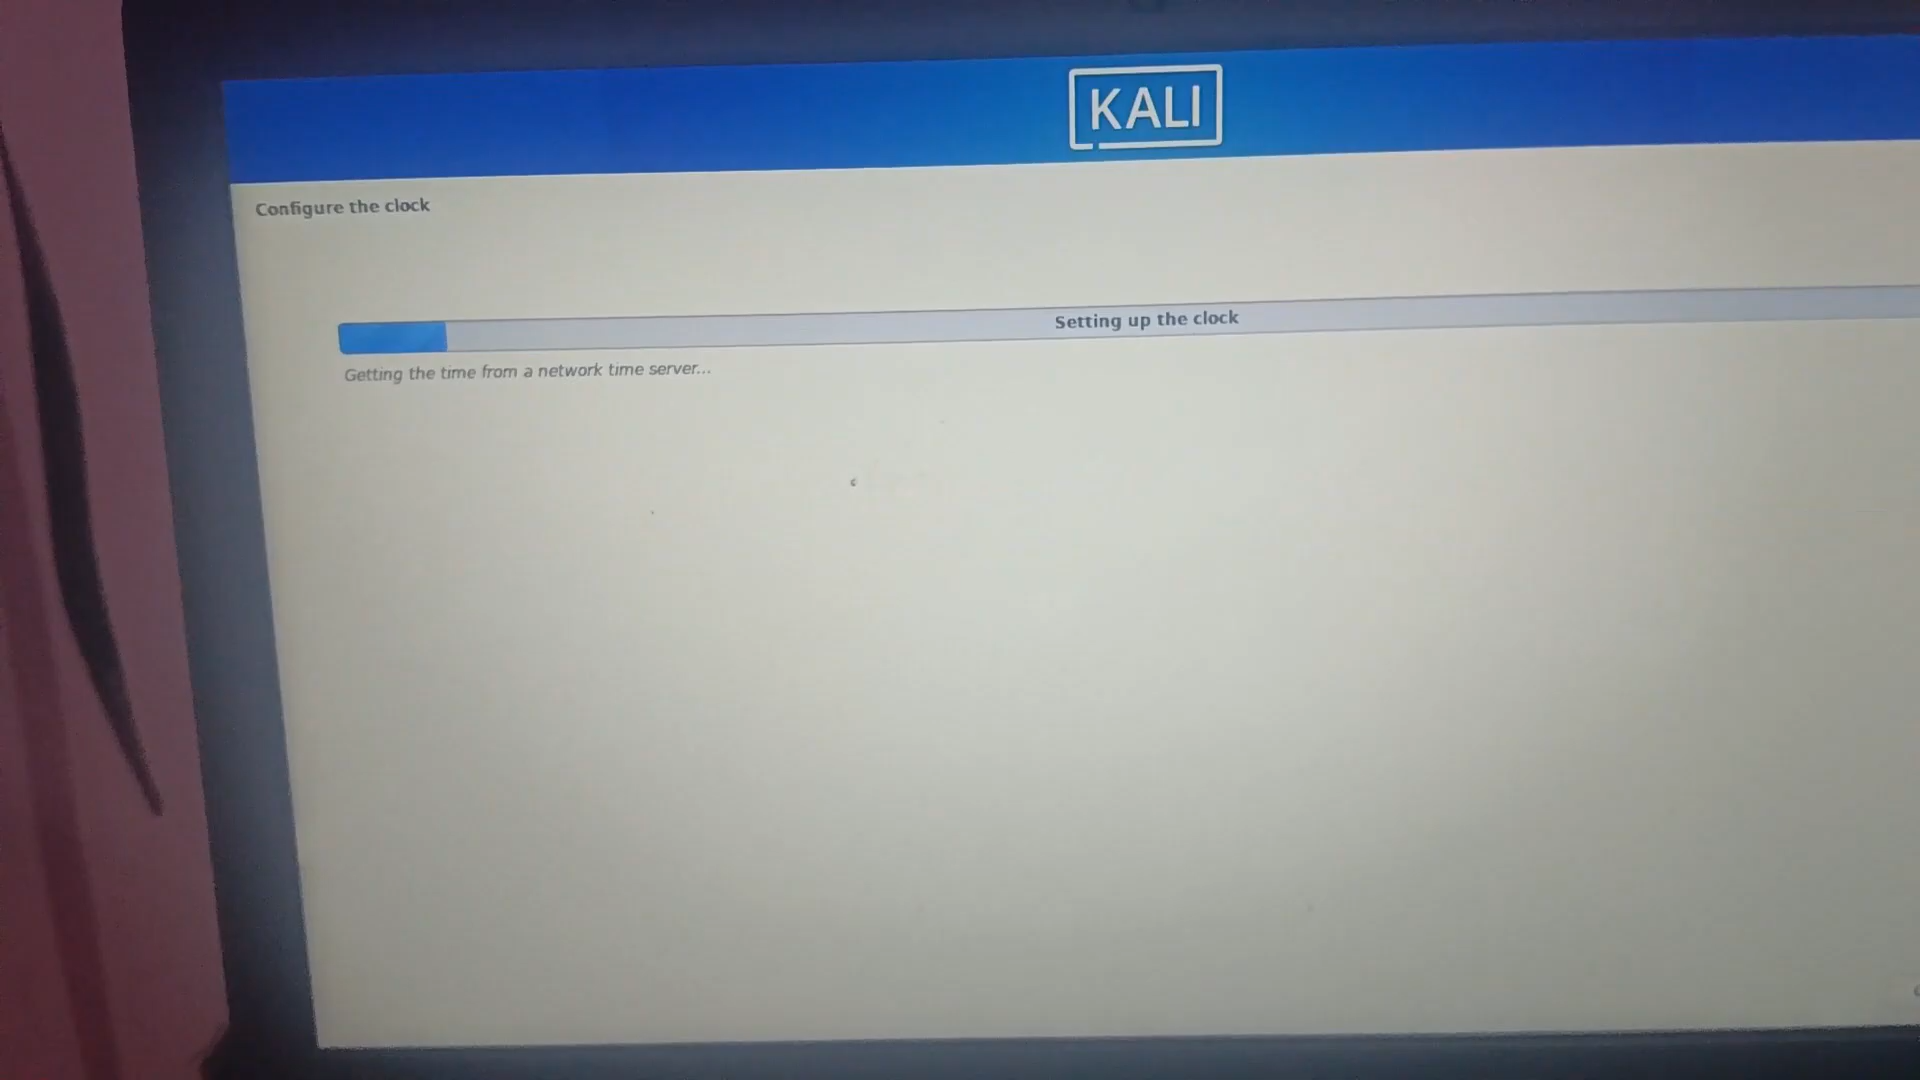 KALI
Configure the clock
Setting up the clock
Getting the time from a network time server...